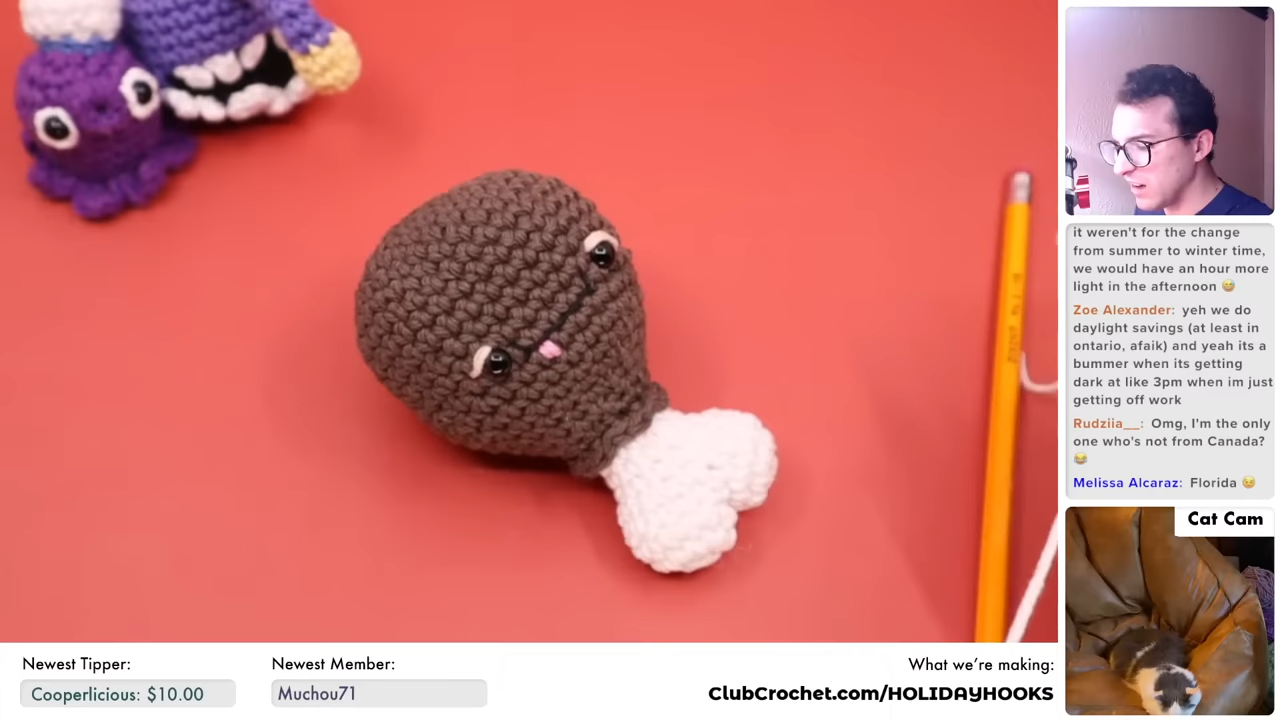 it weren't for the change
from summer to winter time,
we would have an hour more
light in the afternoon 😅
Zoe Alexander: yeh we do
daylight savings (at least in
ontario, afaik) and yeah its a
bummer when its getting
dark at like 3pm when im just
getting off work
Rudziia__: Omg, I'm the only
one who's not from Canada?
😂
Melissa Alcaraz: Florida 😉
Cat Cam
Newest Tipper:
Cooperlicious: $10.00
Newest Member:
Muchou71
What we're making:
ClubCrochet.com/HOLIDAYHOOKS